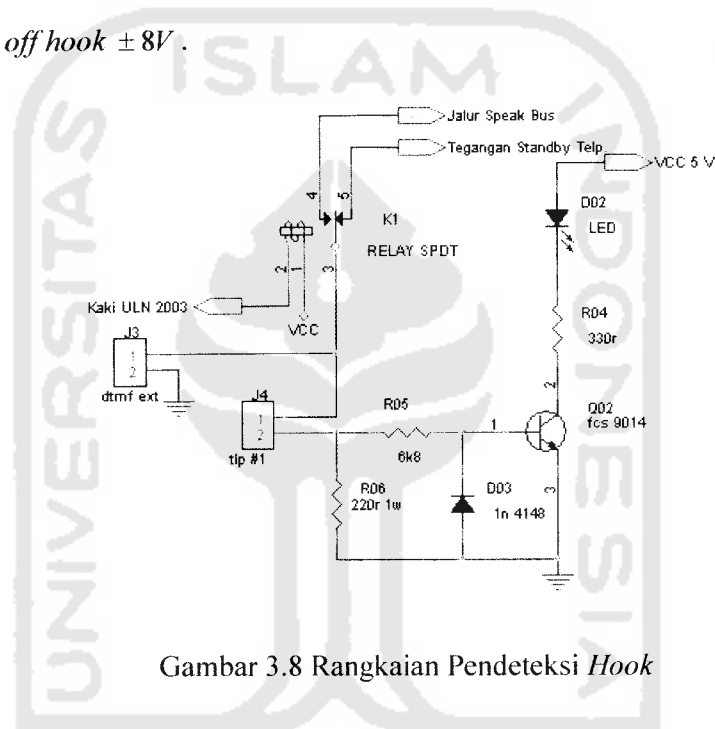 off hook ± 8V .
ISLAM
UNIVERSITAS
INDONESIA
Jalur Speak Bus
Tegangan Standby Telp
VCC 5 V
4
5
K1
RELAY SPDT
D02
LED
2
1
3
Kaki ULN 2003
VCC
R04
330r
J3
1
2
dtmf ext
J4
1
2
tlp #1
R05
6k8
1
2
Q02
fcs 9014
3
R06
220r 1w
D03
1n 4148
Gambar 3.8 Rangkaian Pendeteksi Hook